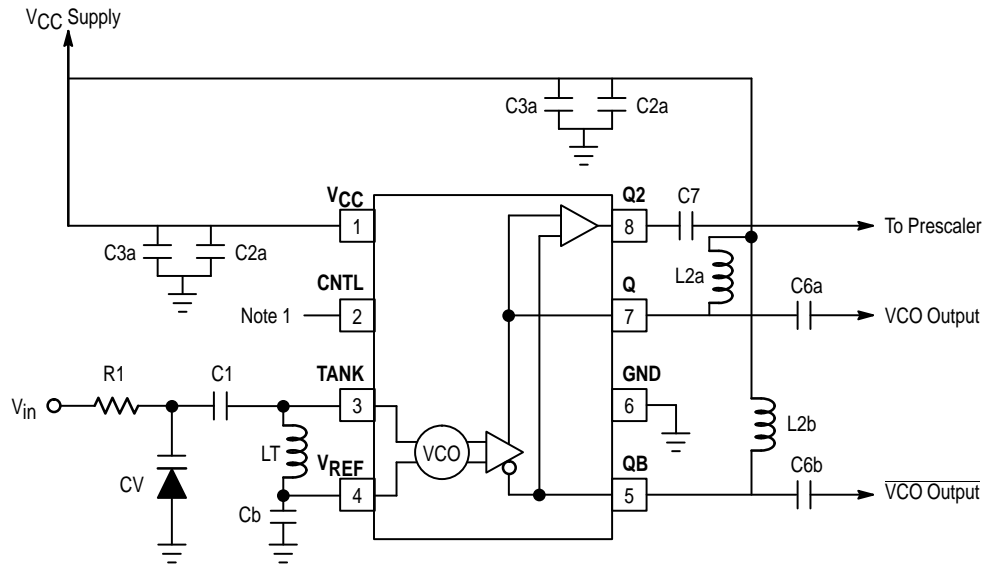 VCC Supply
C3a
C2a
VCC
1
Q2
8
C7
To Prescaler
C3a
C2a
L2a
CNTL
Note 1
2
Q
7
C6a
VCO Output
R1
C1
TANK
3
GND
6
Vin
LT
VCO
L2b
CV
VREF
4
QB
5
C6b
VCO Output
Cb